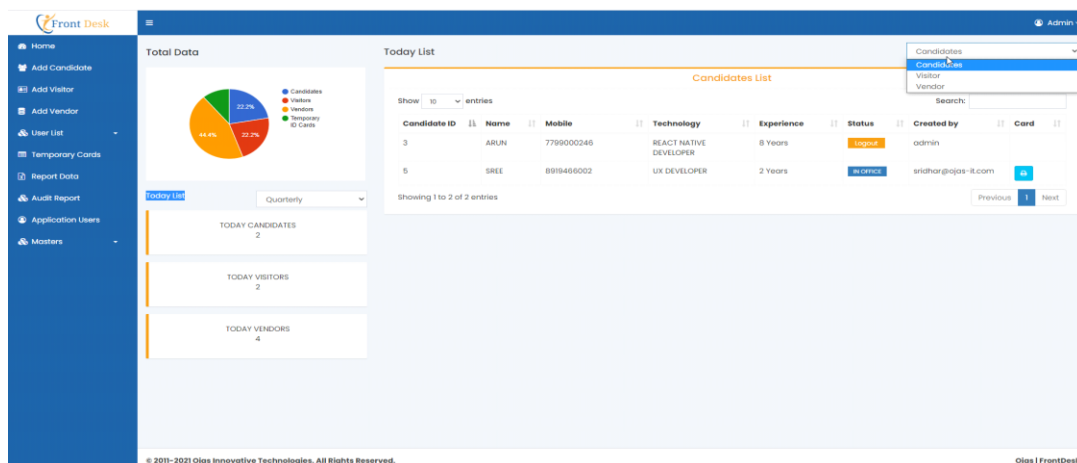 Front Desk
Admin
Home
Add Candidate
Add Visitor
Add Vendor
User List
Temporary Cards
Report Data
Audit Report
Application Users
Masters
Total Data
22.2%
22.2%
44.4%
Candidates
Visitors
Vendors
Temporary
ID Cards
Today List
Quarterly
TODAY CANDIDATES
2
TODAY VISITORS
2
TODAY VENDORS
4
Today List
Candidates
Candidates
Visitor
Vendor
Candidates List
Show 10 entries
Search:
Candidate ID Name Mobile Technology Experience Status Created by Card
3 ARUN 7799000246 REACT NATIVE DEVELOPER 8 Years Logout admin
5 SREE 8919466002 UX DEVELOPER 2 Years IN OFFICE sridhar@ojas-it.com
Showing 1 to 2 of 2 entries
Previous 1 Next
© 2011-2021 Ojas Innovative Technologies. All Rights Reserved.
Ojas | FrontDesk